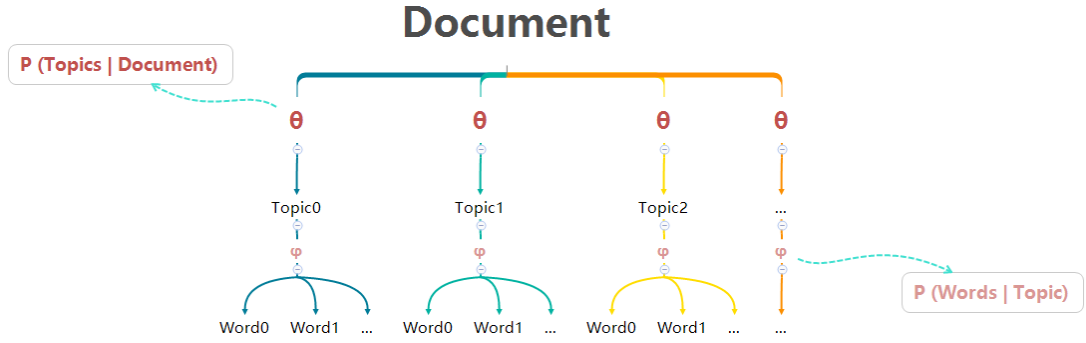 Document
P (Topics | Document)
θ θ θ θ
Topic0 Topic1 Topic2 ...
φ φ φ φ
P (Words | Topic)
Word0 Word1 ... Word0 Word1 ... Word0 Word1 ... ...